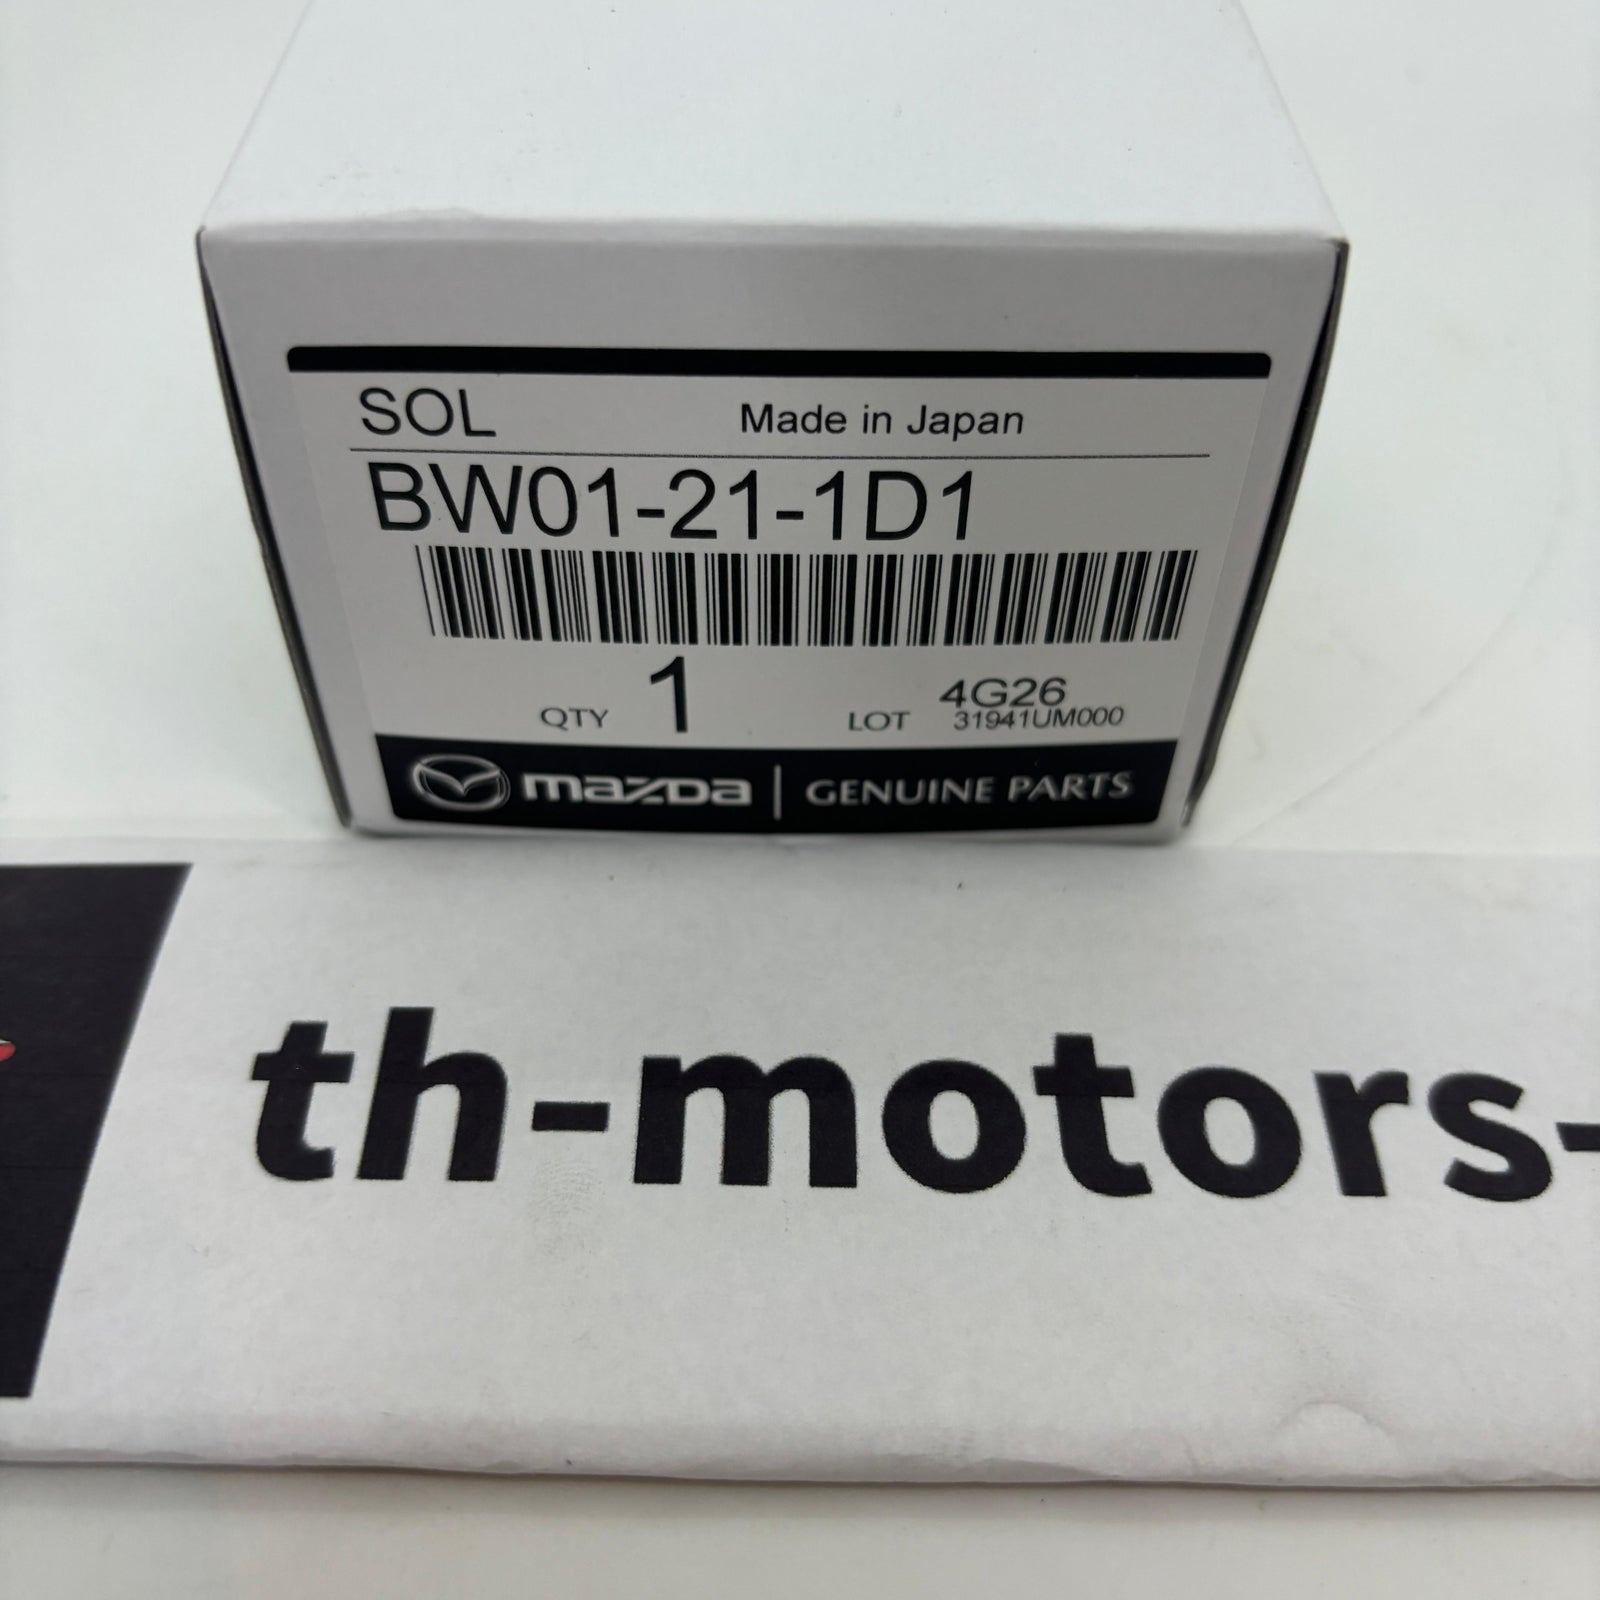 SOL Made in Japan
BW01-21-1D1
QTY 1 LOT 4G26
31941UM000
mazda GENUINE PARTS
th-motors-